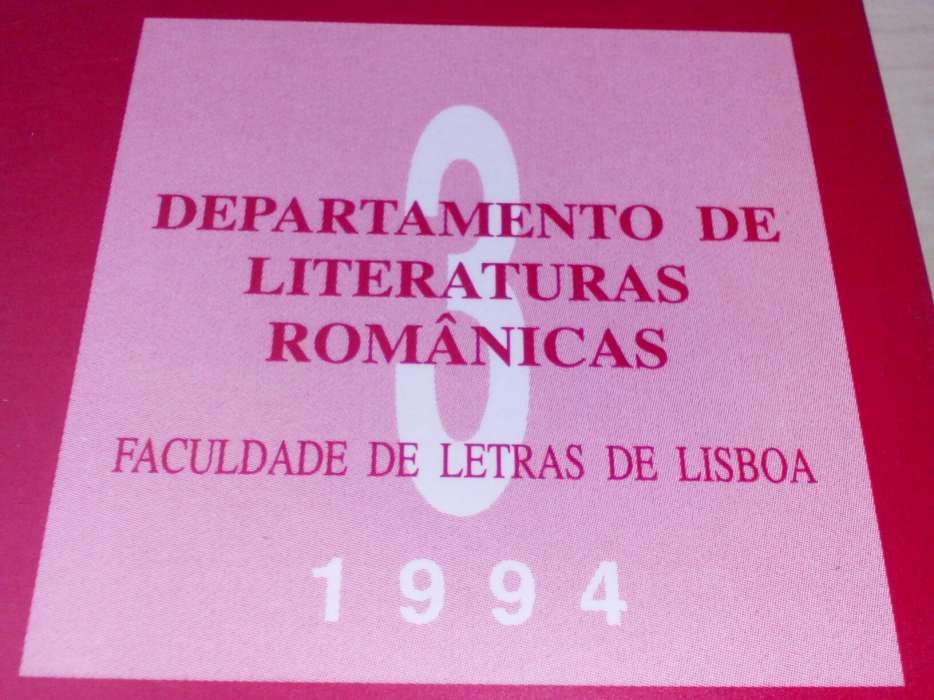 3
DEPARTAMENTO DE
LITERATURAS
ROMÂNICAS
FACULDADE DE LETRAS DE LISBOA
1994